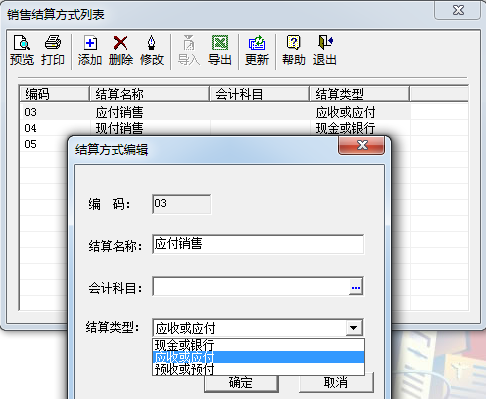 销售结算方式列表
预览 打印 添加 删除 修改 导入 导出 更新 帮助 退出
编码 结算名称 会计科目 结算类型
03 应付销售 应收或应付
04 现付销售 现金或银行
05
结算方式编辑
编 码： 03
结算名称： 应付销售
会计科目： ...
结算类型： 应收或应付
现金或银行
应收或应付
预收或预付
确定 取消